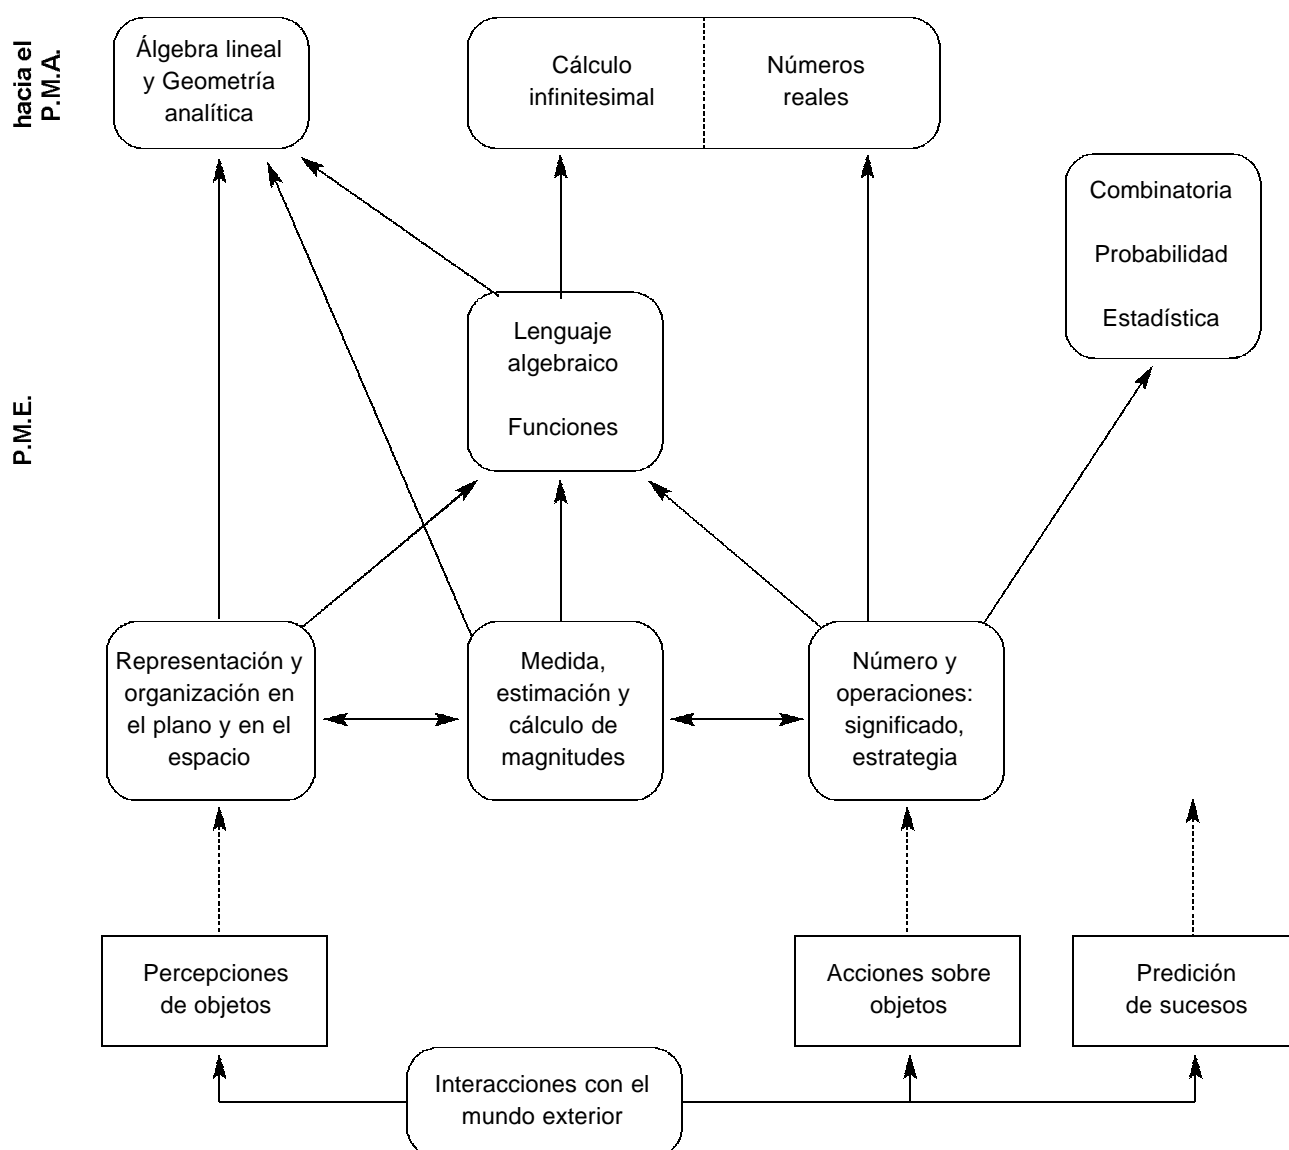 hacia el
P.M.A.
Álgebra lineal
y Geometría
analítica
Cálculo
infinitesimal
Números
reales
Combinatoria
Probabilidad
Estadística
Lenguaje
algebraico
Funciones
P.M.E.
Representación y
organización en
el plano y en el
espacio
Medida,
estimación y
cálculo de
magnitudes
Número y
operaciones:
significado,
estrategia
Percepciones
de objetos
Acciones sobre
objetos
Predición
de sucesos
Interacciones con el
mundo exterior